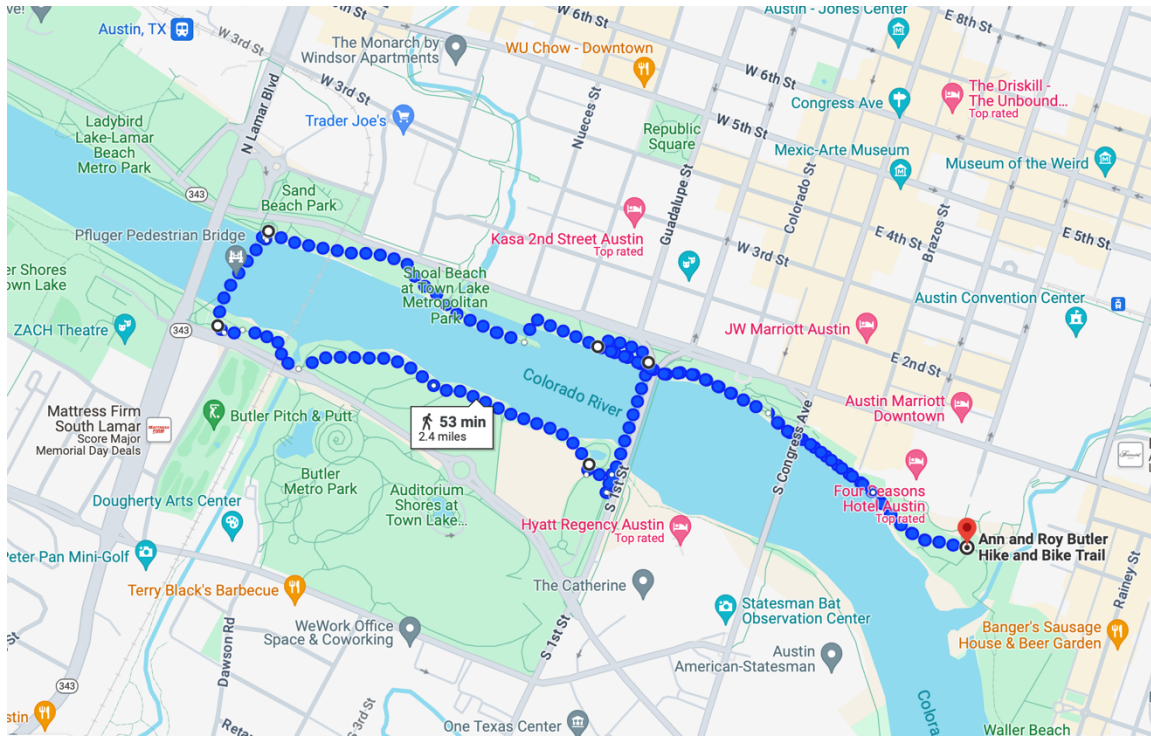 ve!
Austin, TX
W 3rd St
N Lamar Blvd
The Monarch by
Windsor Apartments
W 6th St
WU Chow - Downtown
Austin - Jones Center
E 8th St
W 6th St
Congress Ave
The Driskill -
The Unbound...
Top rated
W 3rd St
Trader Joe's
Nueces St
Republic
Square
W 5th St
Mexic-Arte Museum
Museum of the Weird
Ladybird
Lake-Lamar
Beach
Metro Park
343
Sand
Beach Park
Guadalupe St
Colorado St
Brazos St
E 5th St
E 4th St
W 3rd St
Kasa 2nd Street Austin
Top rated
Pfluger Pedestrian Bridge
er Shores
own Lake
Shoal Beach
at Town Lake
Metropolitan
Park
Austin Convention Center
ZACH Theatre
343
JW Marriott Austin
E 2nd St
Colorado River
Austin Marriott
Downtown
53 min
2.4 miles
Mattress Firm
South Lamar
Score Major
Memorial Day Deals
Butler Pitch & Putt
S Congress Ave
Butler
Metro Park
Auditorium
Shores at
Town Lake...
S 1st St
Four Seasons
Hotel Austin
Top rated
Dougherty Arts Center
Hyatt Regency Austin
Top rated
Ann and Roy Butler
Hike and Bike Trail
Peter Pan Mini-Golf
Terry Black's Barbecue
The Catherine
Rainey St
Statesman Bat
Observation Center
WeWork Office
Space & Coworking
S 1st St
Dawson Rd
Banger's Sausage
House & Beer Garden
Austin
American-Statesman
343
stin
Reta
S 3rd St
One Texas Center
Colora
Waller Beach